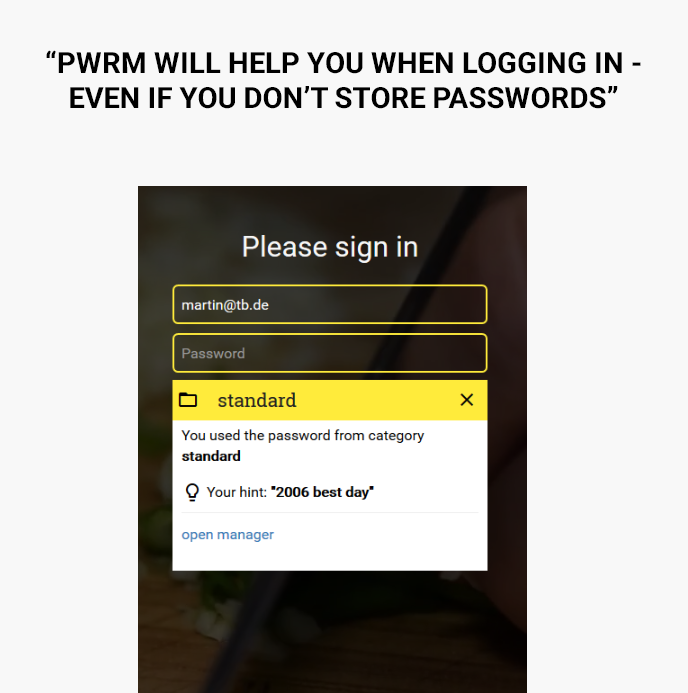 “PWRM WILL HELP YOU WHEN LOGGING IN -
EVEN IF YOU DON’T STORE PASSWORDS”
Please sign in
martin@tb.de
Password
standard
You used the password from category
standard
Your hint: "2006 best day"
open manager